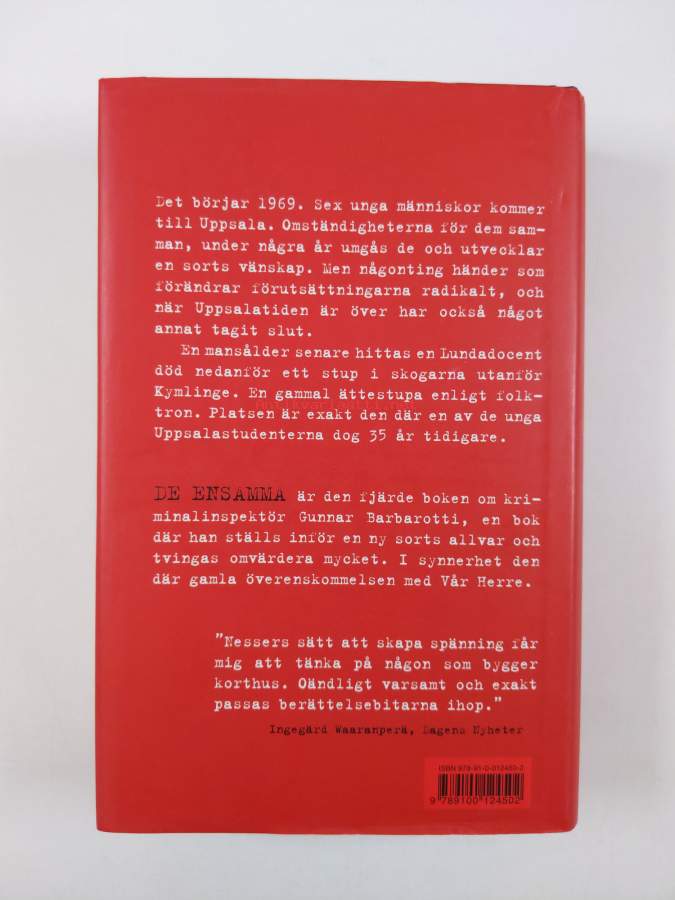 Det börjar 1969. Sex unga människor kommer
till Uppsala. Omständigheterna för dem sam-
man, under några år umgås de och utvecklar
en sorts vänskap. Men någonting händer som
förändrar förutsättningarna radikalt, och
när Uppsalatiden är över har också något
annat tagit slut.
En mansålder senare hittas en Lundadocent
död nedanför ett stup i skogarna utanför
Kymlinge. En gammal ättestupa enligt folk-
tron. Platsen är exakt den där en av de unga
Uppsalastudenterna dog 35 år tidigare.
DE ENSAMMA är den fjärde boken om kri-
minalinspektör Gunnar Barbarotti, en bok
där han ställs inför en ny sorts allvar och
tvingas omvärdera mycket. I synnerhet den
där gamla överenskommelsen med Vår Herre.
"Nessers sätt att skapa spänning får
mig att tänka på någon som bygger
korthus. Oändligt varsamt och exakt
passas berättelsebitarna ihop."
Ingegärd Waaranperä, Dagens Nyheter
ISBN 978-91-0-012450-2
9 789100 124502